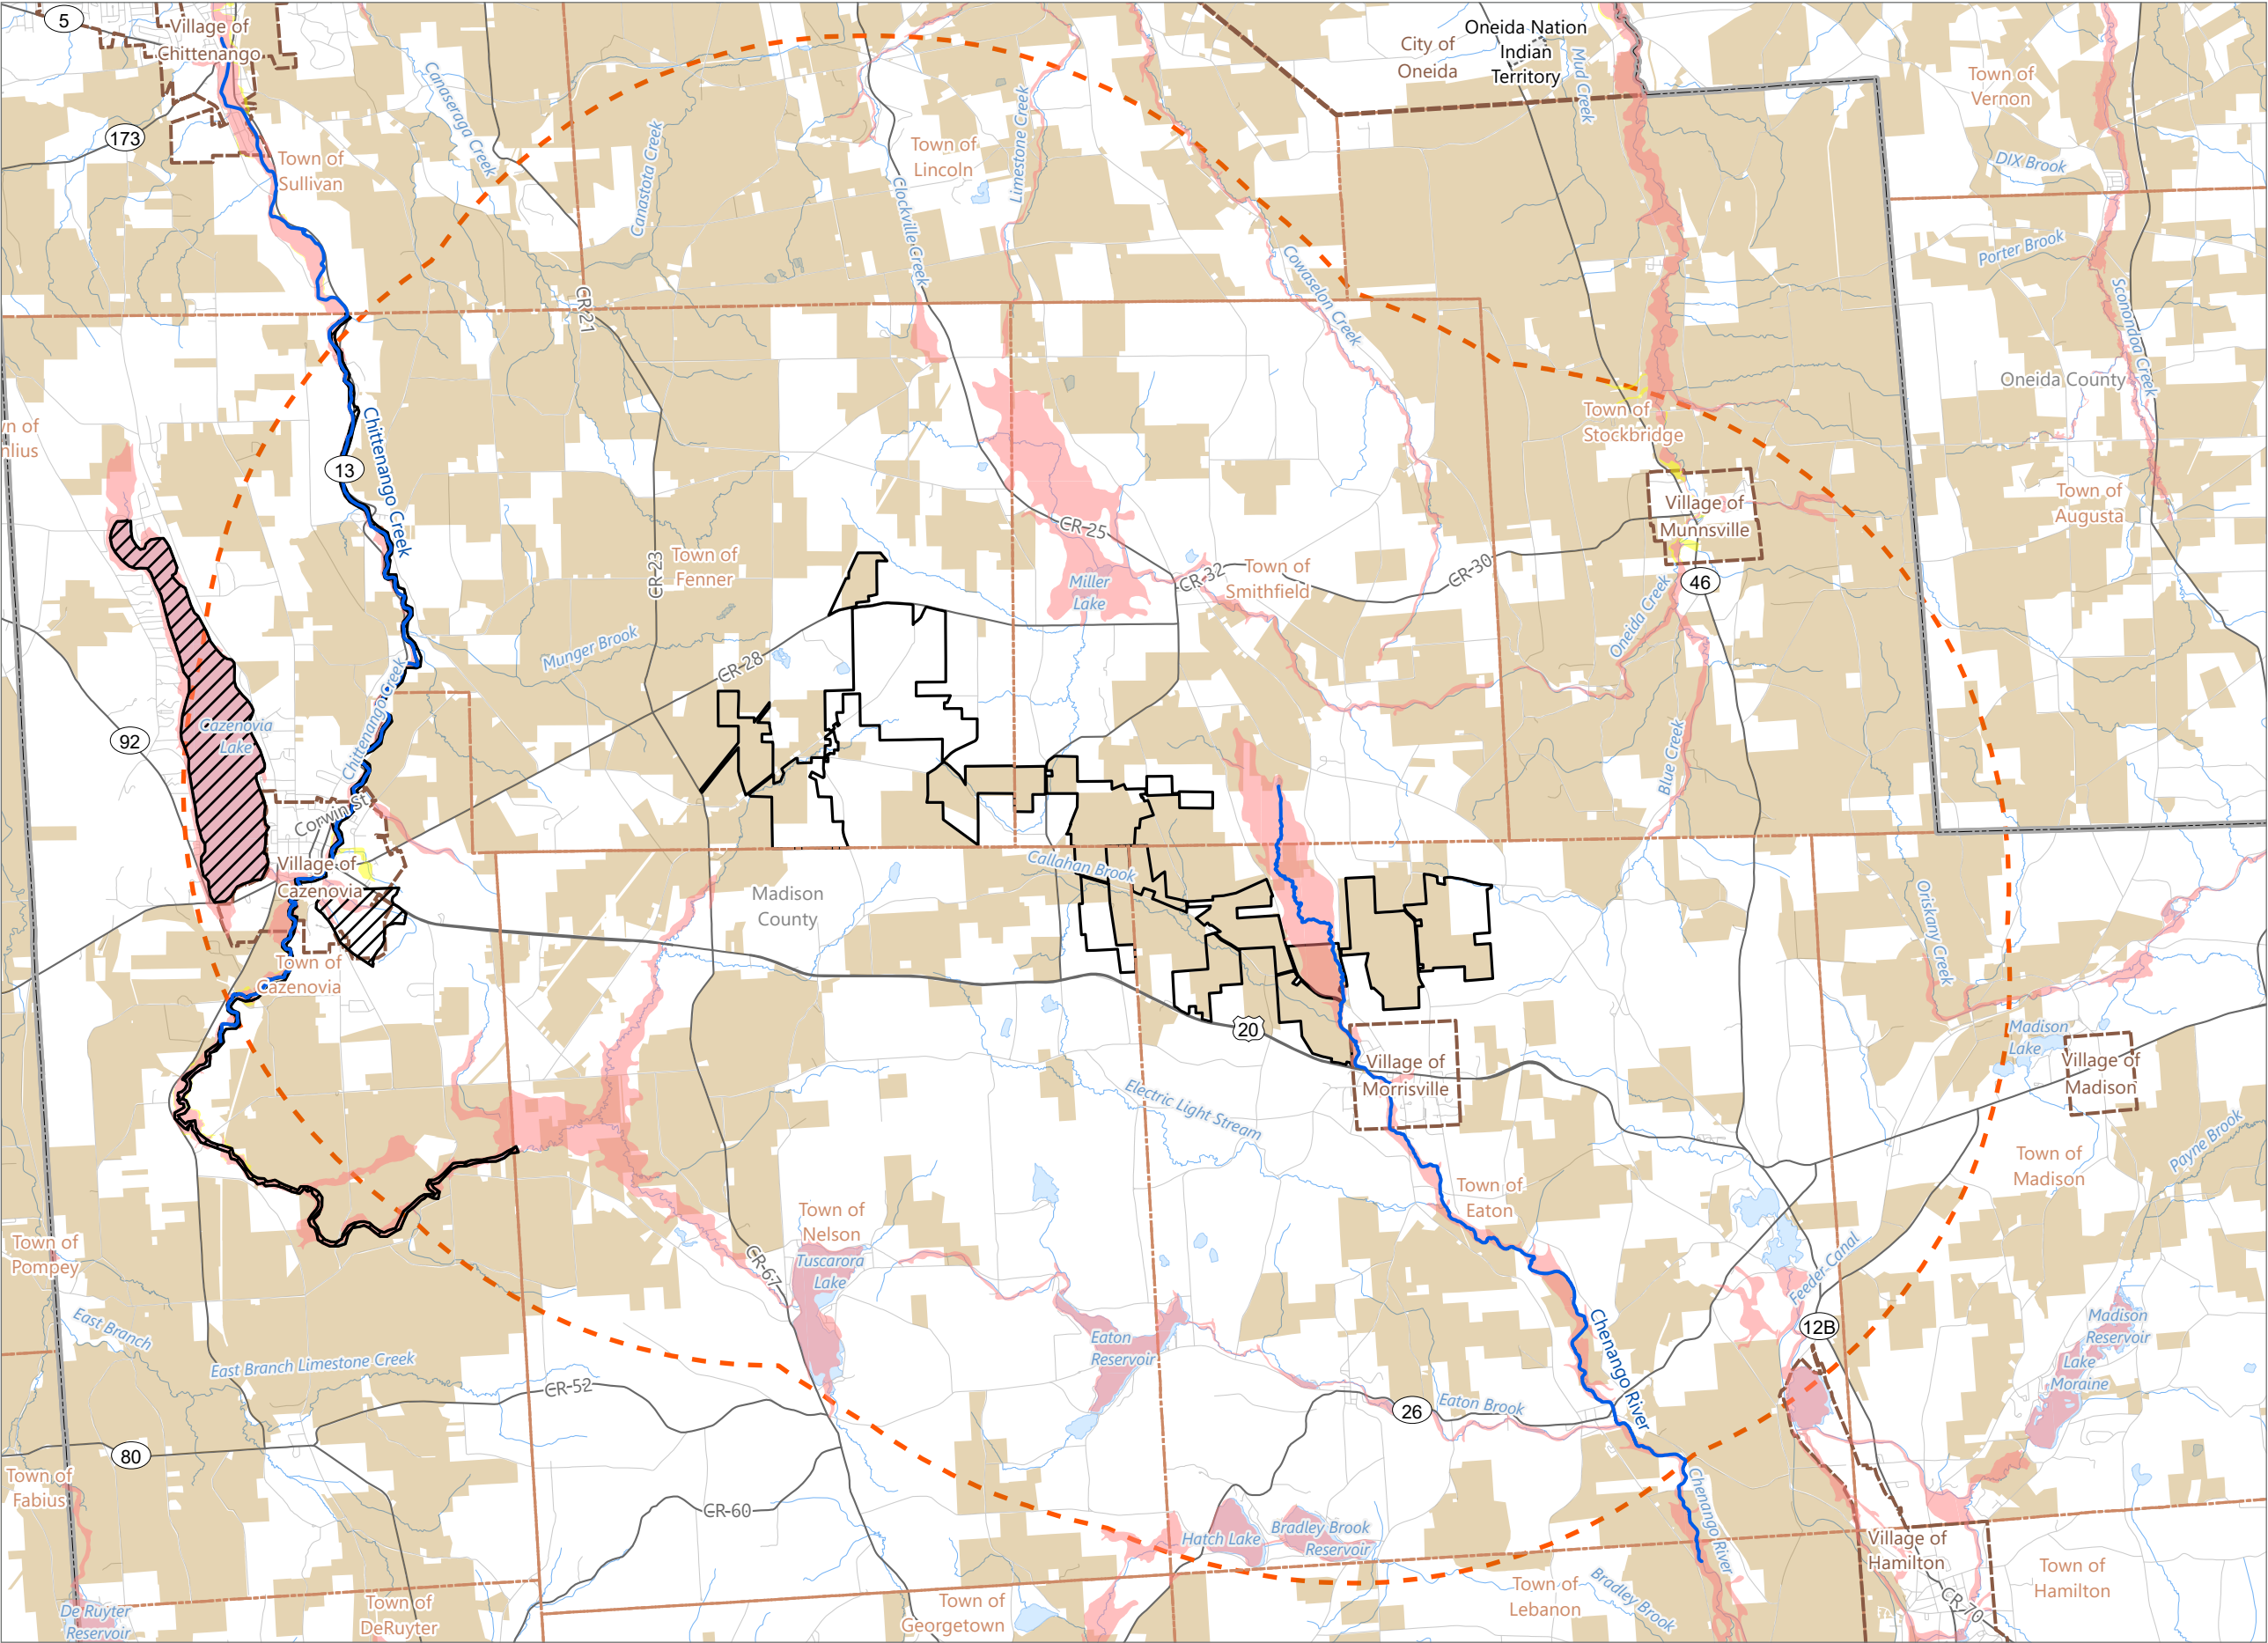 5
Village of
Chittenango
173
Town of
Sullivan
Canaseraga Creek
Canastota Creek
Clockville Creek
Town of
Lincoln
Limestone Creek
City of
Oneida
Oneida Nation
Indian
Territory
Mud Creek
Town of
Vernon
DIX Brook
Porter Brook
Sconondoa Creek
Cowaselon Creek
CR-21
Oneida County
Town of
Stockbridge
wn of
nlius
Chittenango Creek
13
Village of
Munnsville
Town of
Augusta
CR-25
CR-23
Town of
Fenner
Miller
Lake
CR-32
Town of
Smithfield
CR-30
46
Oneida Creek
Munger Brook
CR-28
Chittenango Creek
92
Cazenovia
Lake
Blue Creek
Corwin St
Village of
Cazenovia
Callahan Brook
Madison
County
Oriskany Creek
Town of
Cazenovia
20
Madison
Lake
Village of
Madison
Village of
Morrisville
Electric Light Stream
Payne Brook
Town of
Madison
Town of
Eaton
Town of
Nelson
Tuscarora
Lake
CR-67
Town of
Pompey
Feeder Canal
East Branch
East Branch Limestone Creek
Eaton
Reservoir
Chenango River
12B
Madison
Reservoir
Lake
Moraine
CR-52
26
Eaton Brook
80
Town of
Fabius
CR-60
Chenango River
Hatch Lake
Bradley Brook
Reservoir
Village of
Hamilton
Town of
Hamilton
De Ruyter
Reservoir
Town of
DeRuyter
Town of
Georgetown
Town of
Lebanon
Bradley Brook
CR-70